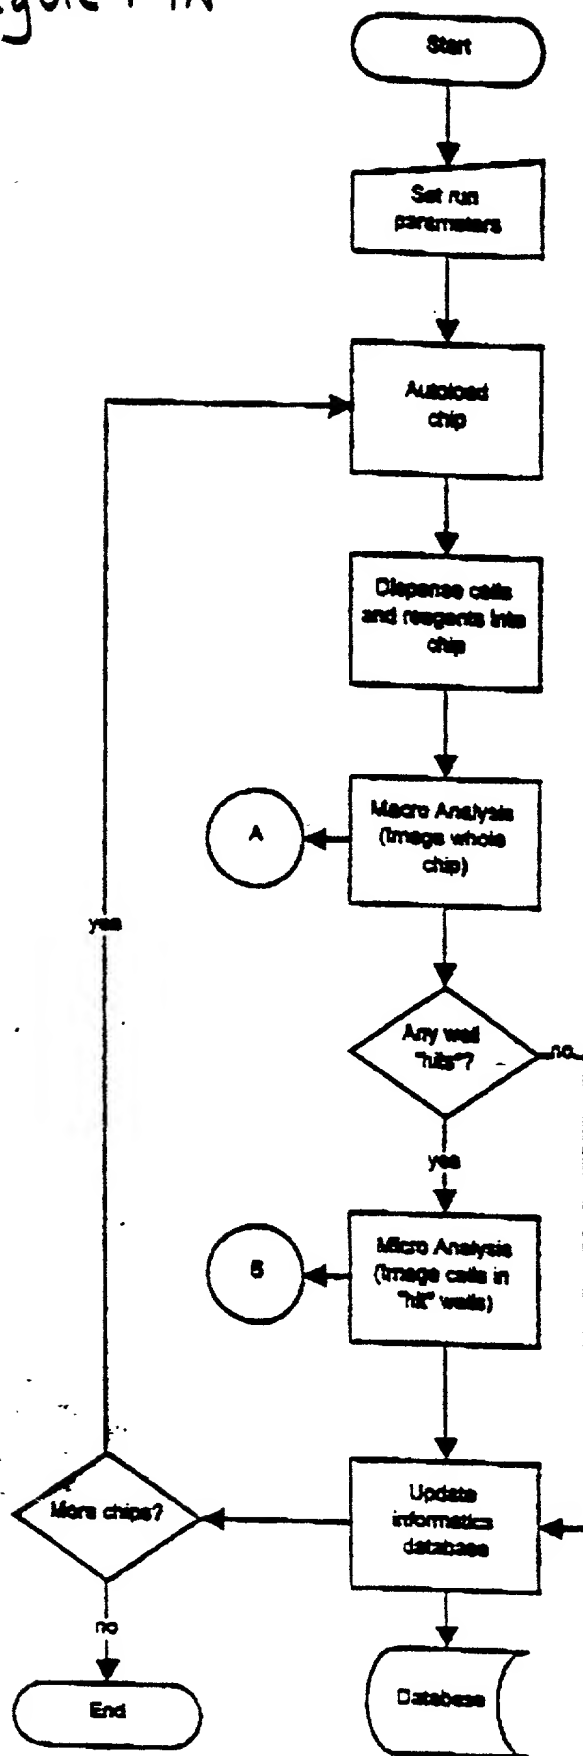 Start
Set run
parameters
Autoload
chip
Dispense cells
and reagents into
chip
Macro Analysis
(Image whole
chip)
A
yes
Any well
"hits"?
no
yes
Micro Analysis
(Image cells in
"hit" wells)
B
Update
informatics
database
More chips?
no
Database
End